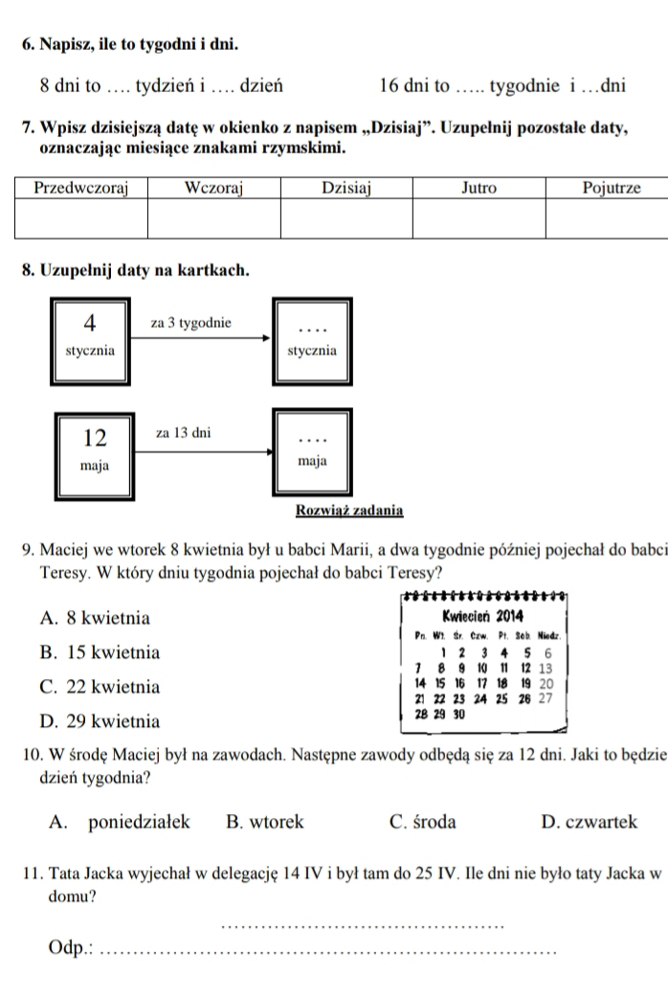 6. Napisz, ile to tygodni i dni.
8 dni to …. tydzień i …. dzień 16 dni to ….. tygodnie i …dni
7. Wpisz dzisiejszą datę w okienko z napisem „Dzisiaj”. Uzupełnij pozostałe daty,
oznaczając miesiące znakami rzymskimi.
Przedwczoraj Wczoraj Dzisiaj Jutro Pojutrze
8. Uzupełnij daty na kartkach.
4 za 3 tygodnie ….
stycznia stycznia
12 za 13 dni ….
maja maja
Rozwiąż zadania
9. Maciej we wtorek 8 kwietnia był u babci Marii, a dwa tygodnie później pojechał do babci
Teresy. W który dniu tygodnia pojechał do babci Teresy?
A. 8 kwietnia
B. 15 kwietnia
C. 22 kwietnia
D. 29 kwietnia
Kwiecień 2014
Pn. Wt. Śr. Czw. Pt. Sob. Niedz.
1 2 3 4 5 6
7 8 9 10 11 12 13
14 15 16 17 18 19 20
21 22 23 24 25 26 27
28 29 30
10. W środę Maciej był na zawodach. Następne zawody odbędą się za 12 dni. Jaki to będzie
dzień tygodnia?
A. poniedziałek B. wtorek C. środa D. czwartek
11. Tata Jacka wyjechał w delegację 14 IV i był tam do 25 IV. Ile dni nie było taty Jacka w
domu?
……………………………………
Odp.: ……………………………………………………………